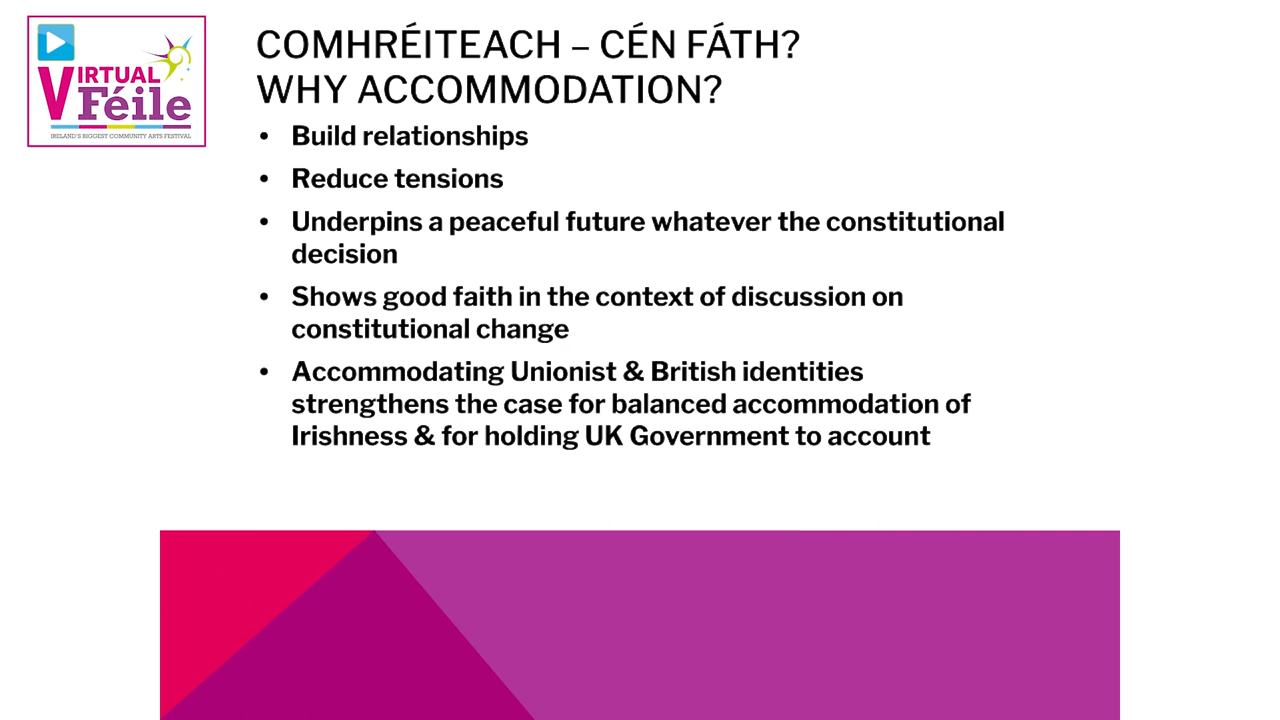 VIRTUAL
Féile
IRELAND'S BIGGEST COMMUNITY ARTS FESTIVAL
COMHRÉITEACH – CÉN FÁTH?
WHY ACCOMMODATION?
• Build relationships
• Reduce tensions
• Underpins a peaceful future whatever the constitutional
decision
• Shows good faith in the context of discussion on
constitutional change
• Accommodating Unionist & British identities
strengthens the case for balanced accommodation of
Irishness & for holding UK Government to account